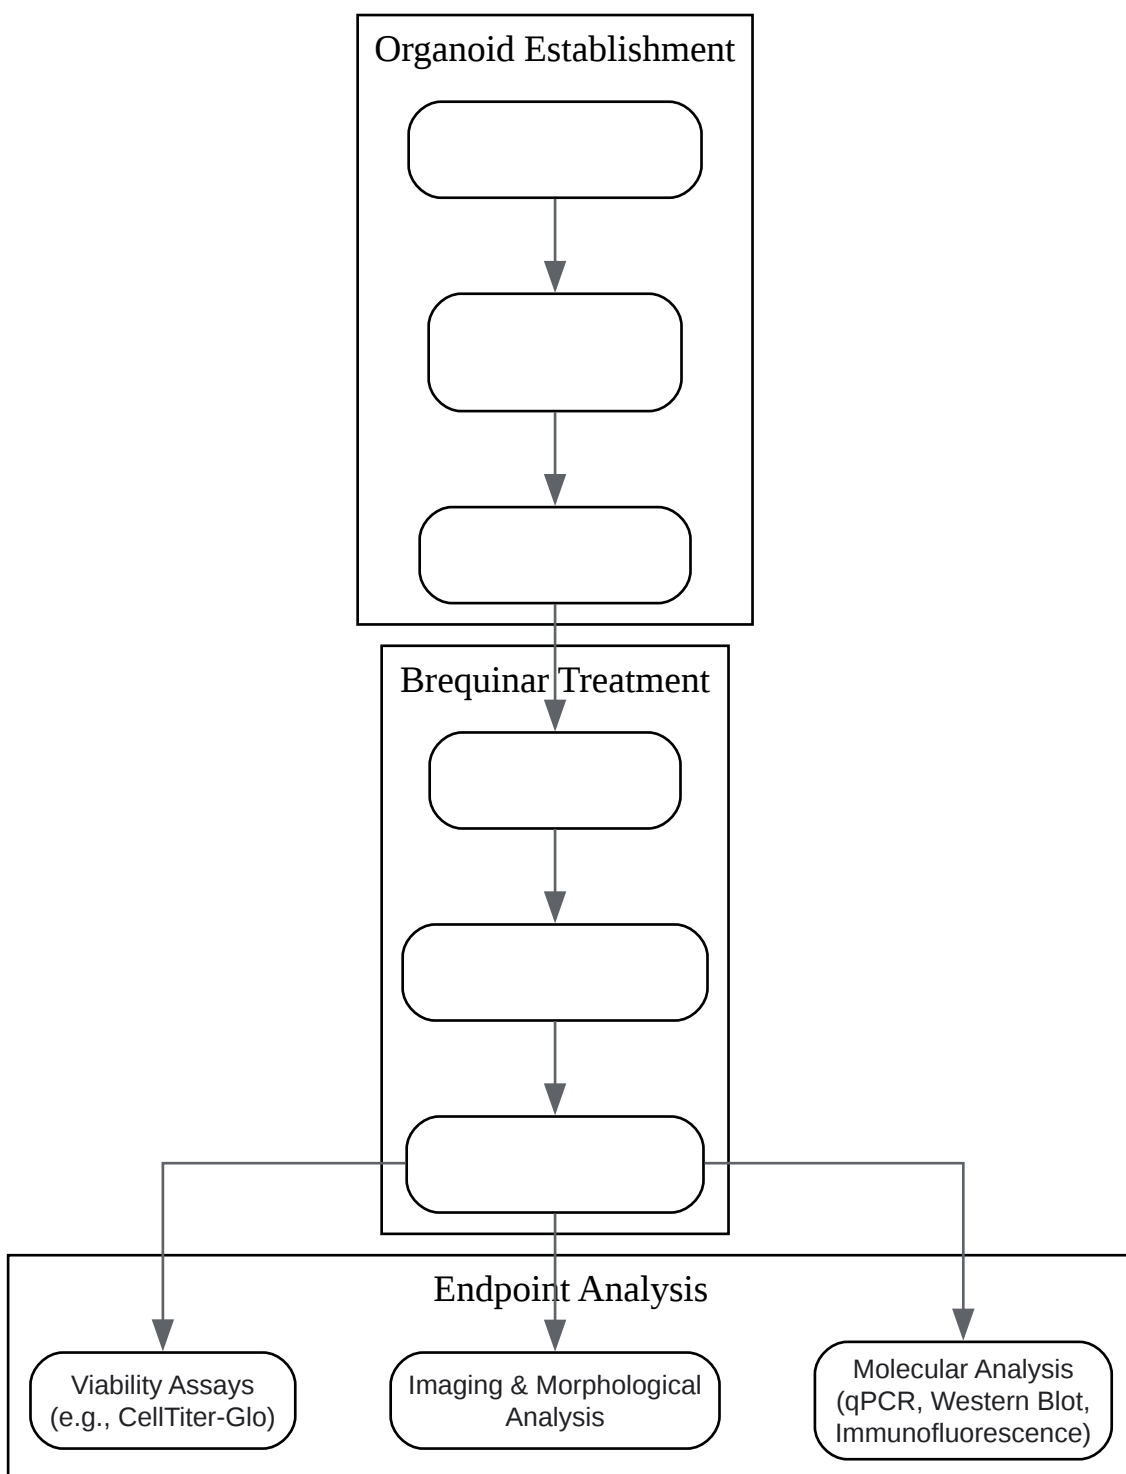 Organoid Establishment
Brequinar Treatment
Endpoint Analysis
Viability Assays
(e.g., CellTiter-Glo)
Imaging & Morphological
Analysis
Molecular Analysis
(qPCR, Western Blot,
Immunofluorescence)